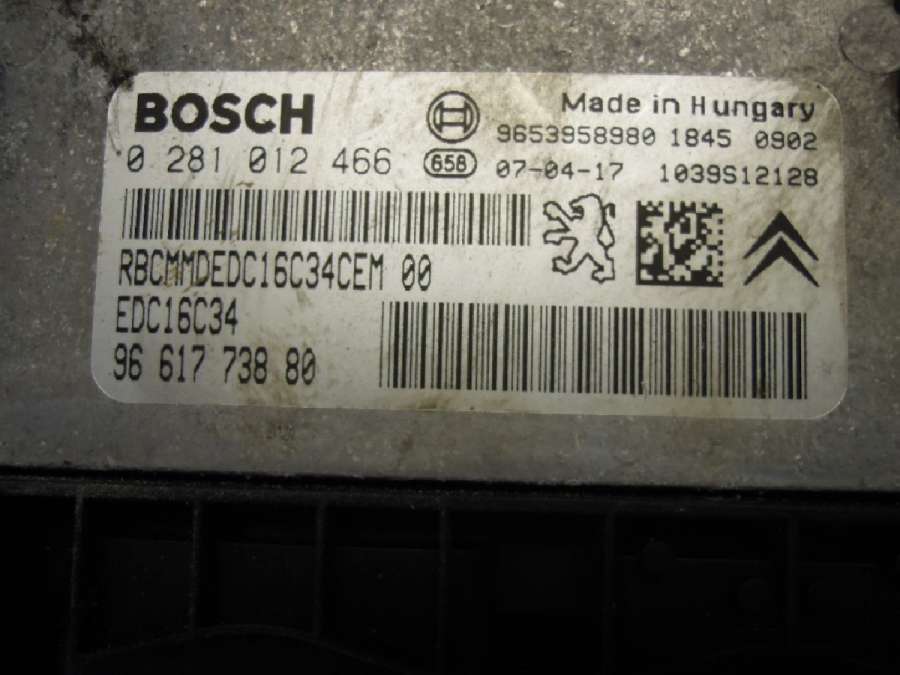 BOSCH
Made in Hungary
9653958980 1845 0902
0 281 012 466 658 07-04-17 1039S12128
RBCMMDEDC16C34CEM 00
EDC16C34
96 617 738 80